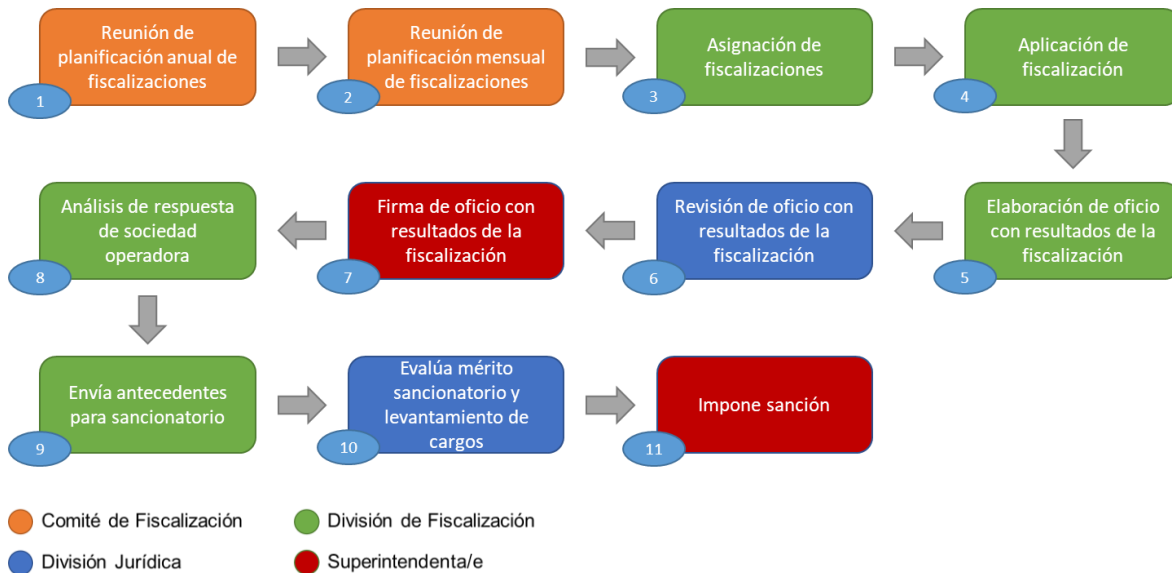 Reunión de
planificación anual de
fiscalizaciones
1
Reunión de
planificación mensual
de fiscalizaciones
2
Asignación de
fiscalizaciones
3
Aplicación de
fiscalización
4
Elaboración de oficio
con resultados de la
fiscalización
5
Revisión de oficio con
resultados de la
fiscalización
6
Firma de oficio con
resultados de la
fiscalización
7
Análisis de respuesta
de sociedad
operadora
8
Envía antecedentes
para sancionatorio
9
Evalúa mérito
sancionatorio y
levantamiento de
cargos
10
Impone sanción
11
Comité de Fiscalización
División de Fiscalización
División Jurídica
Superintendenta/e